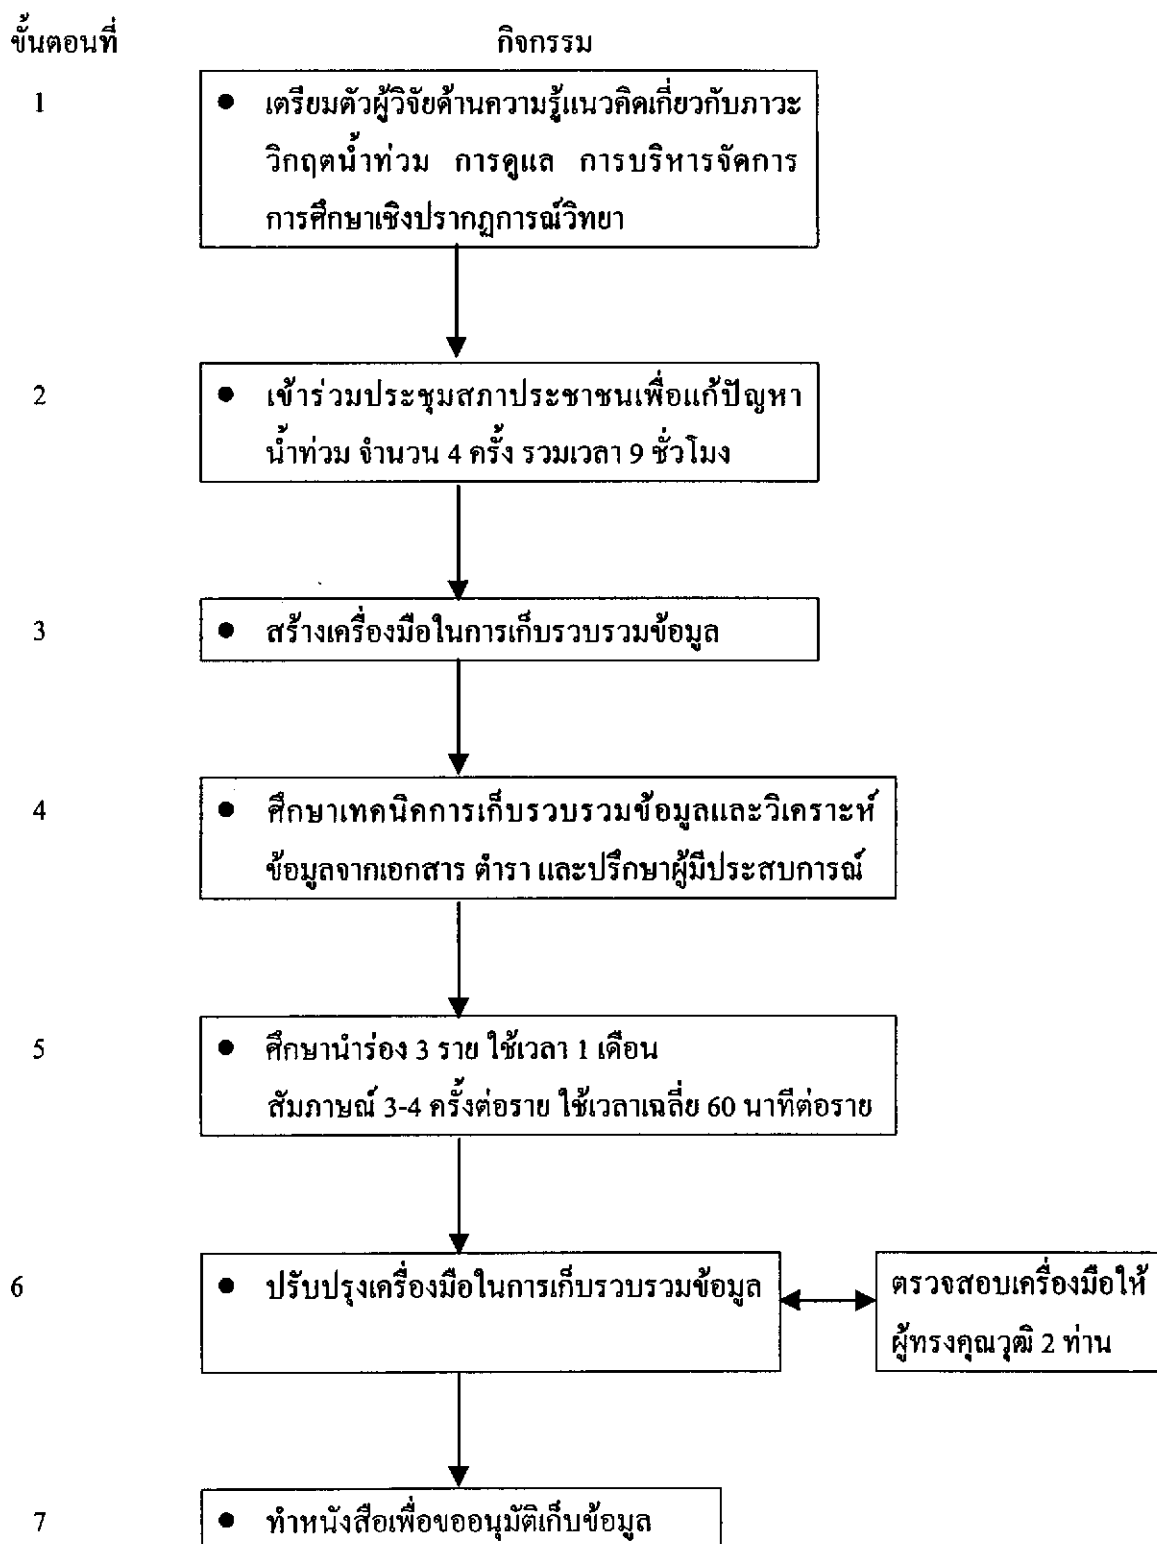 ขั้นตอนที่ กิจกรรม
1 ● เตรียมตัวผู้วิจัยด้านความรู้แนวคิดเกี่ยวกับภาวะ
วิกฤตน้ำท่วม การดูแล การบริหารจัดการ
การศึกษาเชิงปรากฏการณ์วิทยา
2 ● เข้าร่วมประชุมสภาประชาชนเพื่อแก้ปัญหา
น้ำท่วม จำนวน 4 ครั้ง รวมเวลา 9 ชั่วโมง
3 ● สร้างเครื่องมือในการเก็บรวบรวมข้อมูล
4 ● ศึกษาเทคนิคการเก็บรวบรวมข้อมูลและวิเคราะห์
ข้อมูลจากเอกสาร ตำรา และปรึกษาผู้มีประสบการณ์
5 ● ศึกษานำร่อง 3 ราย ใช้เวลา 1 เดือน
สัมภาษณ์ 3-4 ครั้งต่อราย ใช้เวลาเฉลี่ย 60 นาทีต่อราย
6 ● ปรับปรุงเครื่องมือในการเก็บรวบรวมข้อมูล
ตรวจสอบเครื่องมือให้
ผู้ทรงคุณวุฒิ 2 ท่าน
7 ● ทำหนังสือเพื่อขออนุมัติเก็บข้อมูล